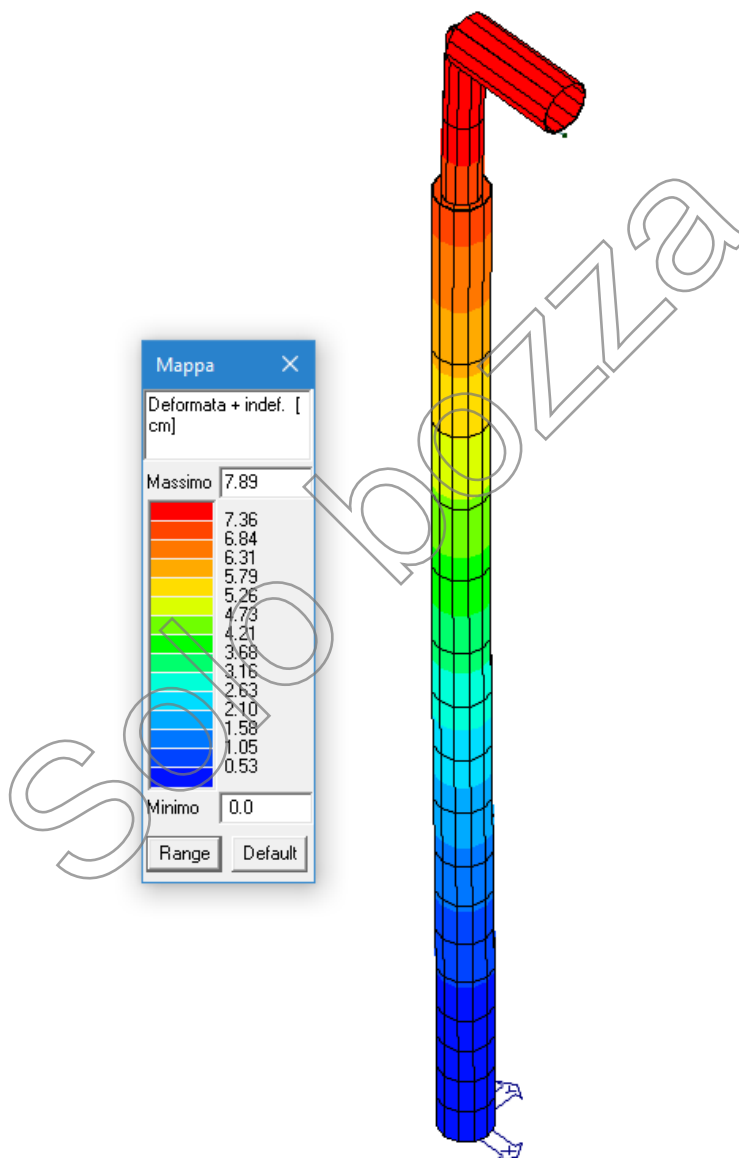 Mappa
Deformata + indef. [
cm]
Massimo 7.89
7.36
6.84
6.31
5.79
5.26
4.73
4.21
3.68
3.16
2.63
2.10
1.58
1.05
0.53
Minimo 0.0
Range Default
Solo bozza